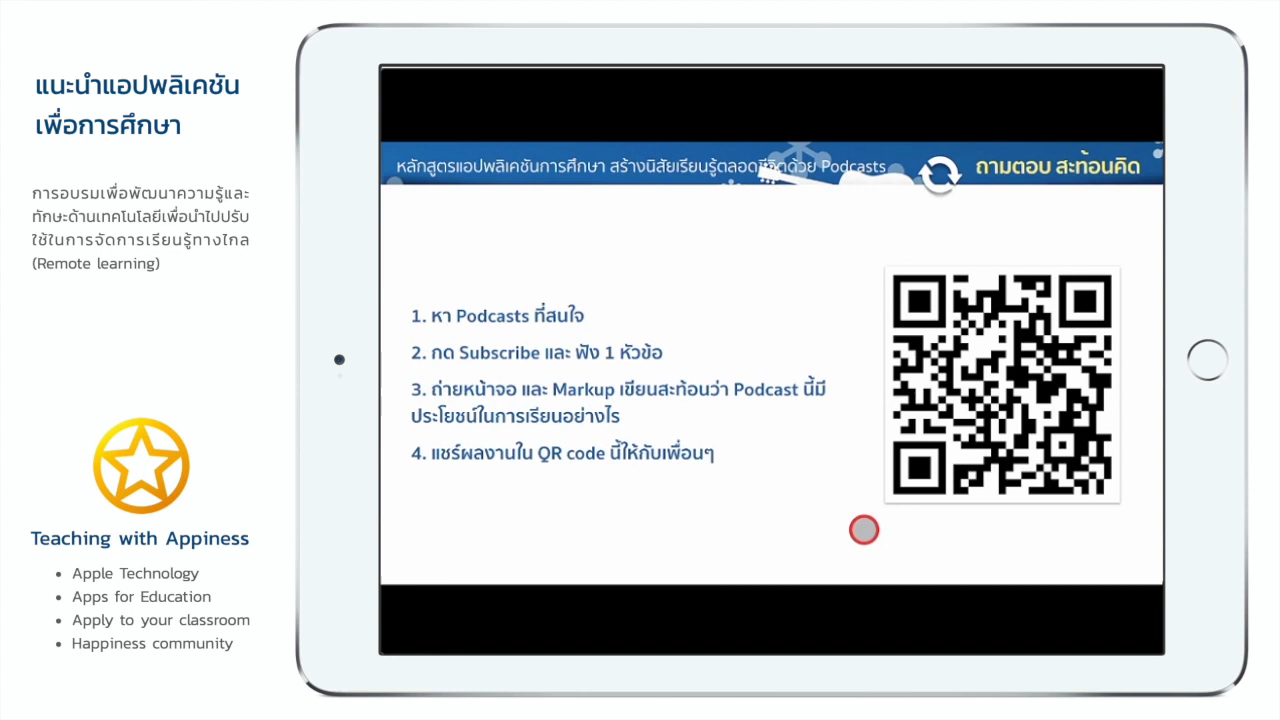 แนะนำแอปพลิเคชัน
เพื่อการศึกษา
การอบรมเพื่อพัฒนาความรู้และ
ทักษะด้านเทคโนโลยีเพื่อนำไปปรับ
ใช้ในการจัดการเรียนรู้ทางไกล
(Remote learning)
Teaching with Appiness
• Apple Technology
• Apps for Education
• Apply to your classroom
• Happiness community
หลักสูตรแอปพลิเคชันการศึกษา สร้างนิสัยเรียนรู้ตลอดชีวิตด้วย Podcasts
ถามตอบ สะท้อนคิด
1. หา Podcasts ที่สนใจ
2. กด Subscribe และ ฟัง 1 หัวข้อ
3. ถ่ายหน้าจอ และ Markup เขียนสะท้อนว่า Podcast นี้มี
ประโยชน์ในการเรียนอย่างไร
4. แชร์ผลงานใน QR code นี้ให้กับเพื่อนๆ